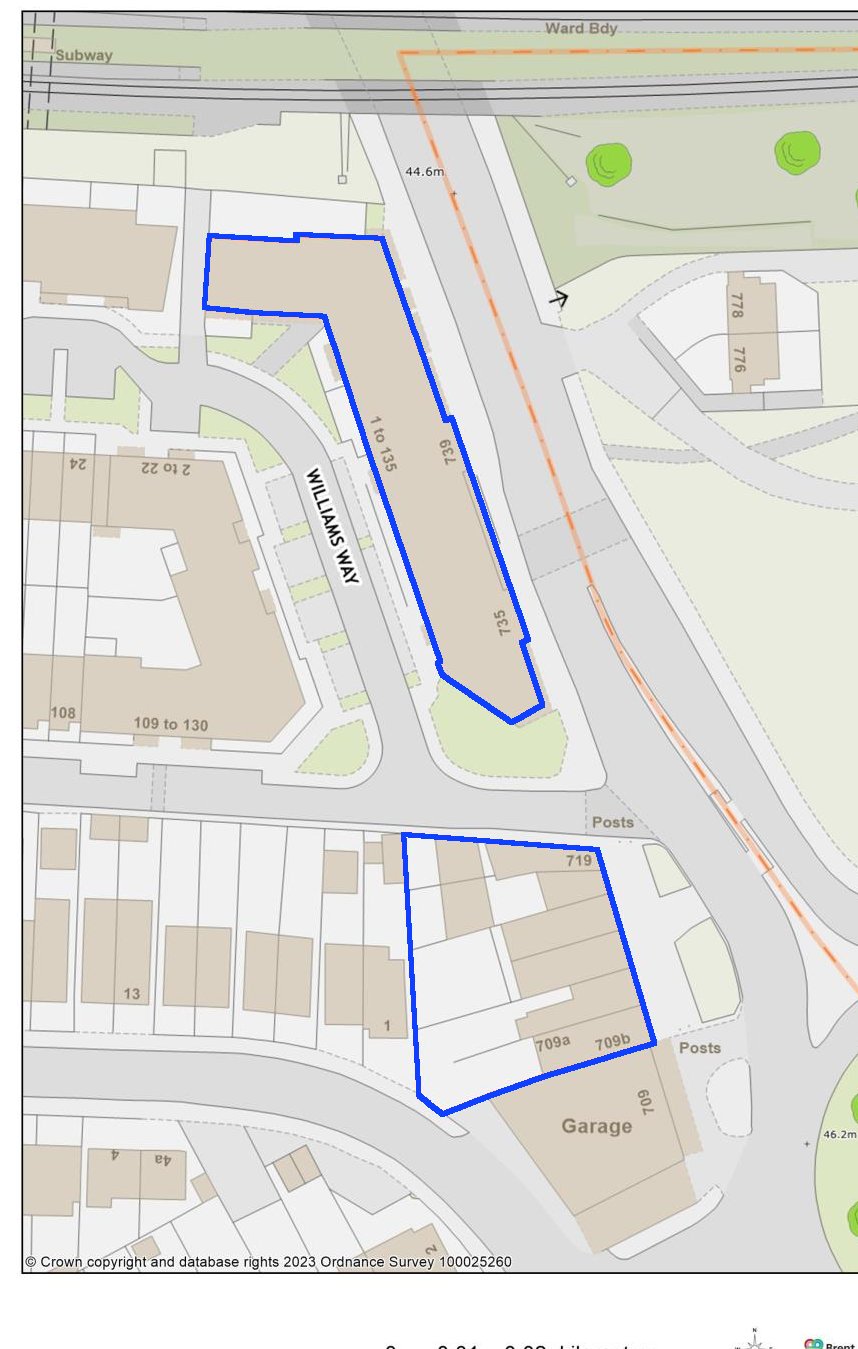 Ward Bdy
Subway
44.6m
778
776
1 to 135
739
24
2 to 22
WILLIAMS WAY
735
108
109 to 130
Posts
719
13
1
709a
709b
Posts
709
Garage
46.2m
4
4a
2
© Crown copyright and database rights 2023 Ordnance Survey 100025260
N
Brent